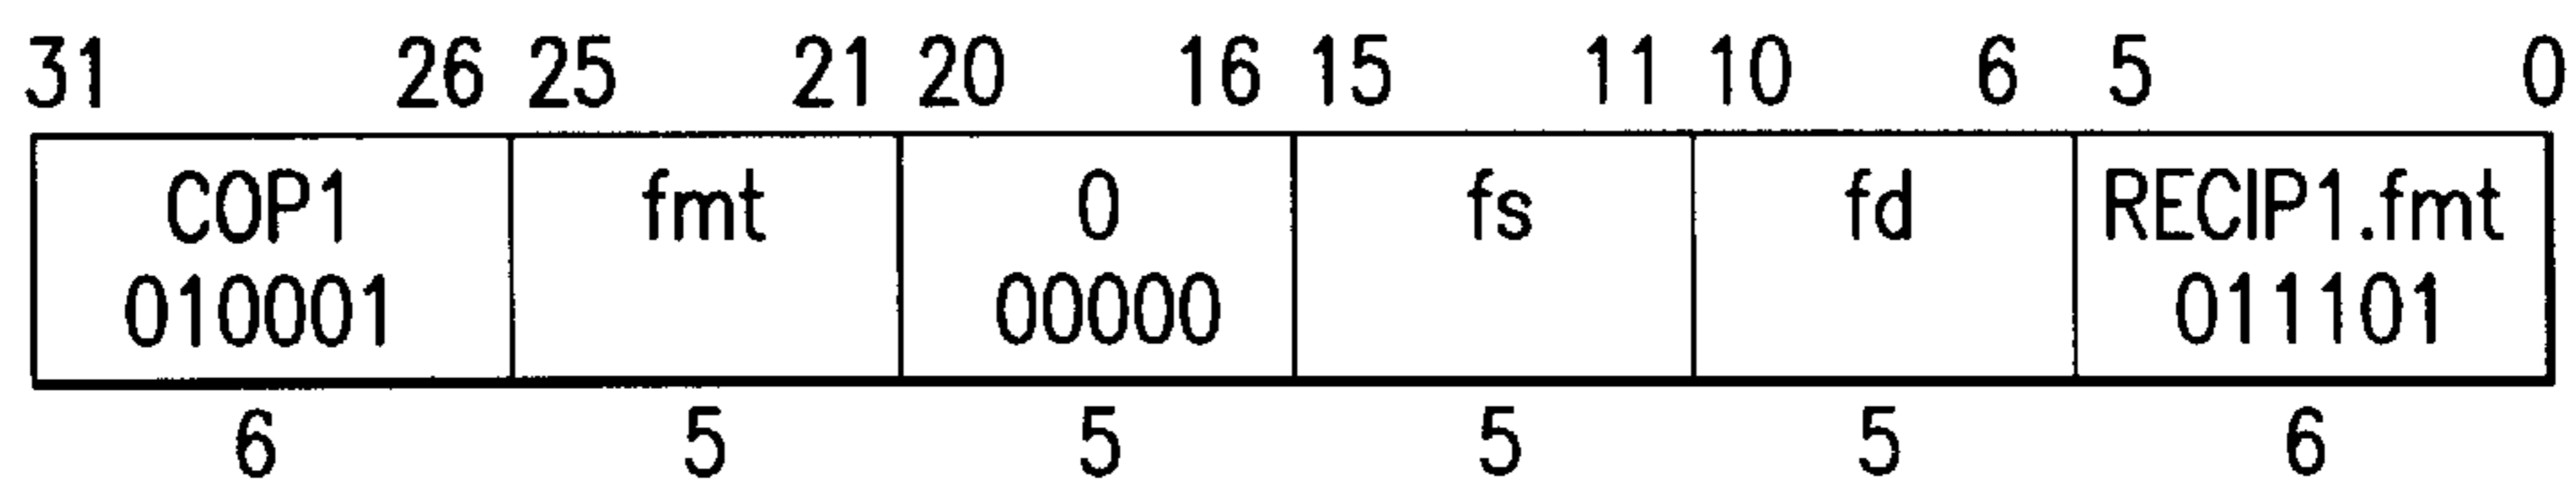 31 26 25 21 20 16 15 11 10 6 5 0
COP1 fmt 0 fs fd RECIP1.fmt
010001 00000 011101
6 5 5 5 5 6